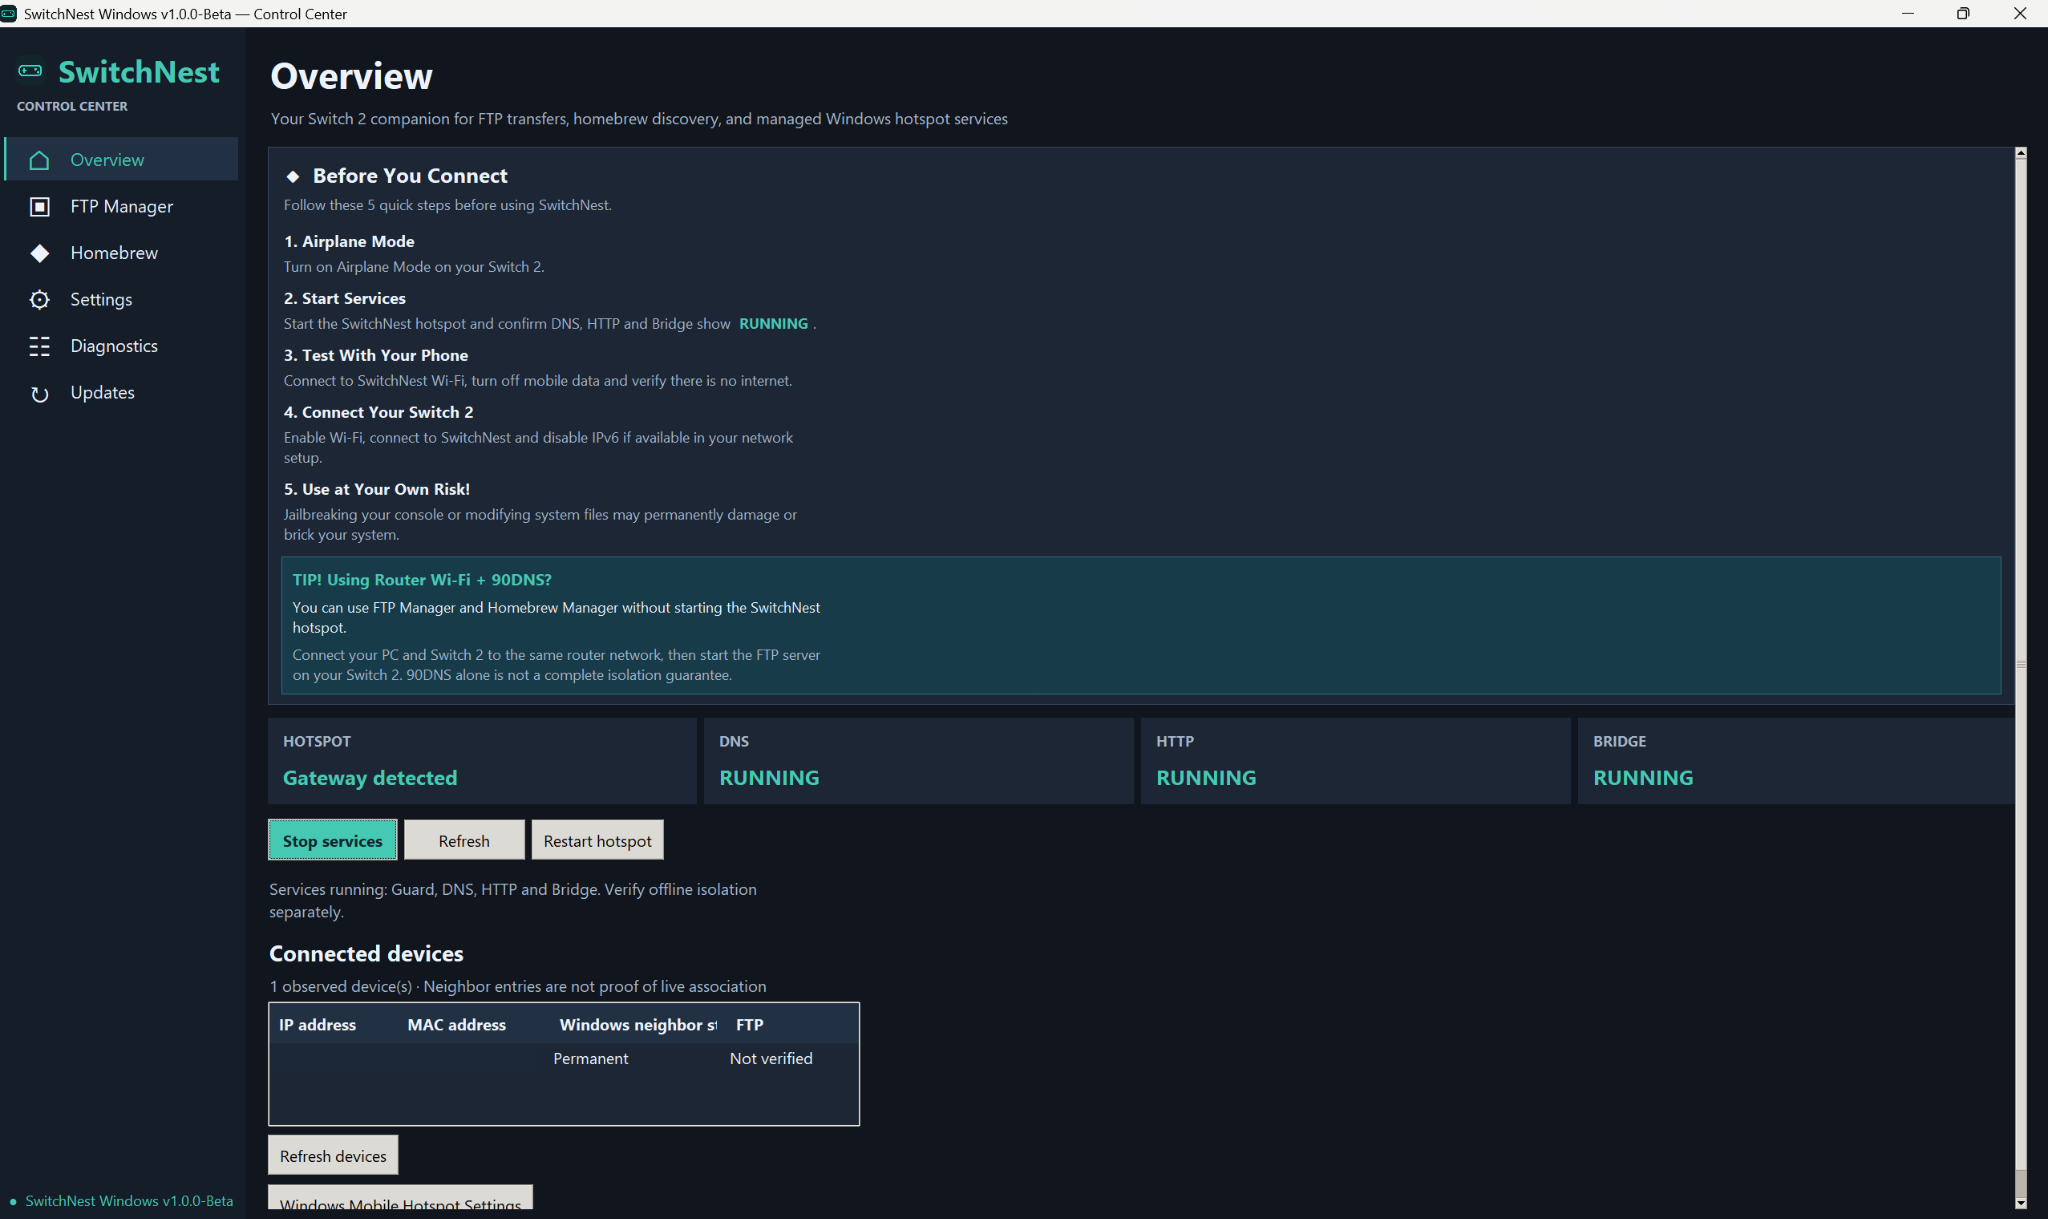 SwitchNest Windows v1.0.0-Beta — Control Center
SwitchNest
CONTROL CENTER
Overview
FTP Manager
Homebrew
Settings
Diagnostics
Updates
SwitchNest Windows v1.0.0-Beta
Overview
Your Switch 2 companion for FTP transfers, homebrew discovery, and managed Windows hotspot services
Before You Connect
Follow these 5 quick steps before using SwitchNest.
1. Airplane Mode
Turn on Airplane Mode on your Switch 2.
2. Start Services
Start the SwitchNest hotspot and confirm DNS, HTTP and Bridge show RUNNING .
3. Test With Your Phone
Connect to SwitchNest Wi-Fi, turn off mobile data and verify there is no internet.
4. Connect Your Switch 2
Enable Wi-Fi, connect to SwitchNest and disable IPv6 if available in your network
setup.
5. Use at Your Own Risk!
Jailbreaking your console or modifying system files may permanently damage or
brick your system.
TIP! Using Router Wi-Fi + 90DNS?
You can use FTP Manager and Homebrew Manager without starting the SwitchNest
hotspot.
Connect your PC and Switch 2 to the same router network, then start the FTP server
on your Switch 2. 90DNS alone is not a complete isolation guarantee.
HOTSPOT
Gateway detected
DNS
RUNNING
HTTP
RUNNING
BRIDGE
RUNNING
Stop services
Refresh
Restart hotspot
Services running: Guard, DNS, HTTP and Bridge. Verify offline isolation
separately.
Connected devices
1 observed device(s) · Neighbor entries are not proof of live association
IP address MAC address Windows neighbor st FTP
Permanent Not verified
Refresh devices
Windows Mobile Hotspot Settings